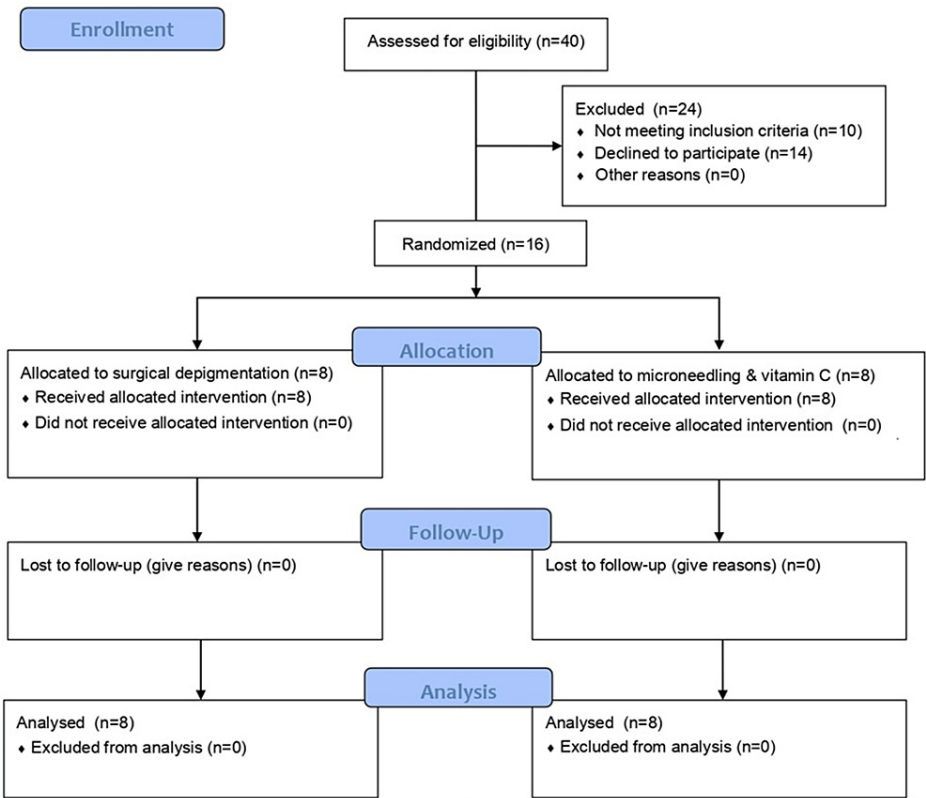 Enrollment
Assessed for eligibility (n=40)
Excluded (n=24)
♦ Not meeting inclusion criteria (n=10)
♦ Declined to participate (n=14)
♦ Other reasons (n=0)
Randomized (n=16)
Allocation
Allocated to surgical depigmentation (n=8)
♦ Received allocated intervention (n=8)
♦ Did not receive allocated intervention (n=0)
Allocated to microneedling & vitamin C (n=8)
♦ Received allocated intervention (n=8)
♦ Did not receive allocated intervention (n=0)
Follow-Up
Lost to follow-up (give reasons) (n=0)
Lost to follow-up (give reasons) (n=0)
Analysis
Analysed (n=8)
♦ Excluded from analysis (n=0)
Analysed (n=8)
♦ Excluded from analysis (n=0)